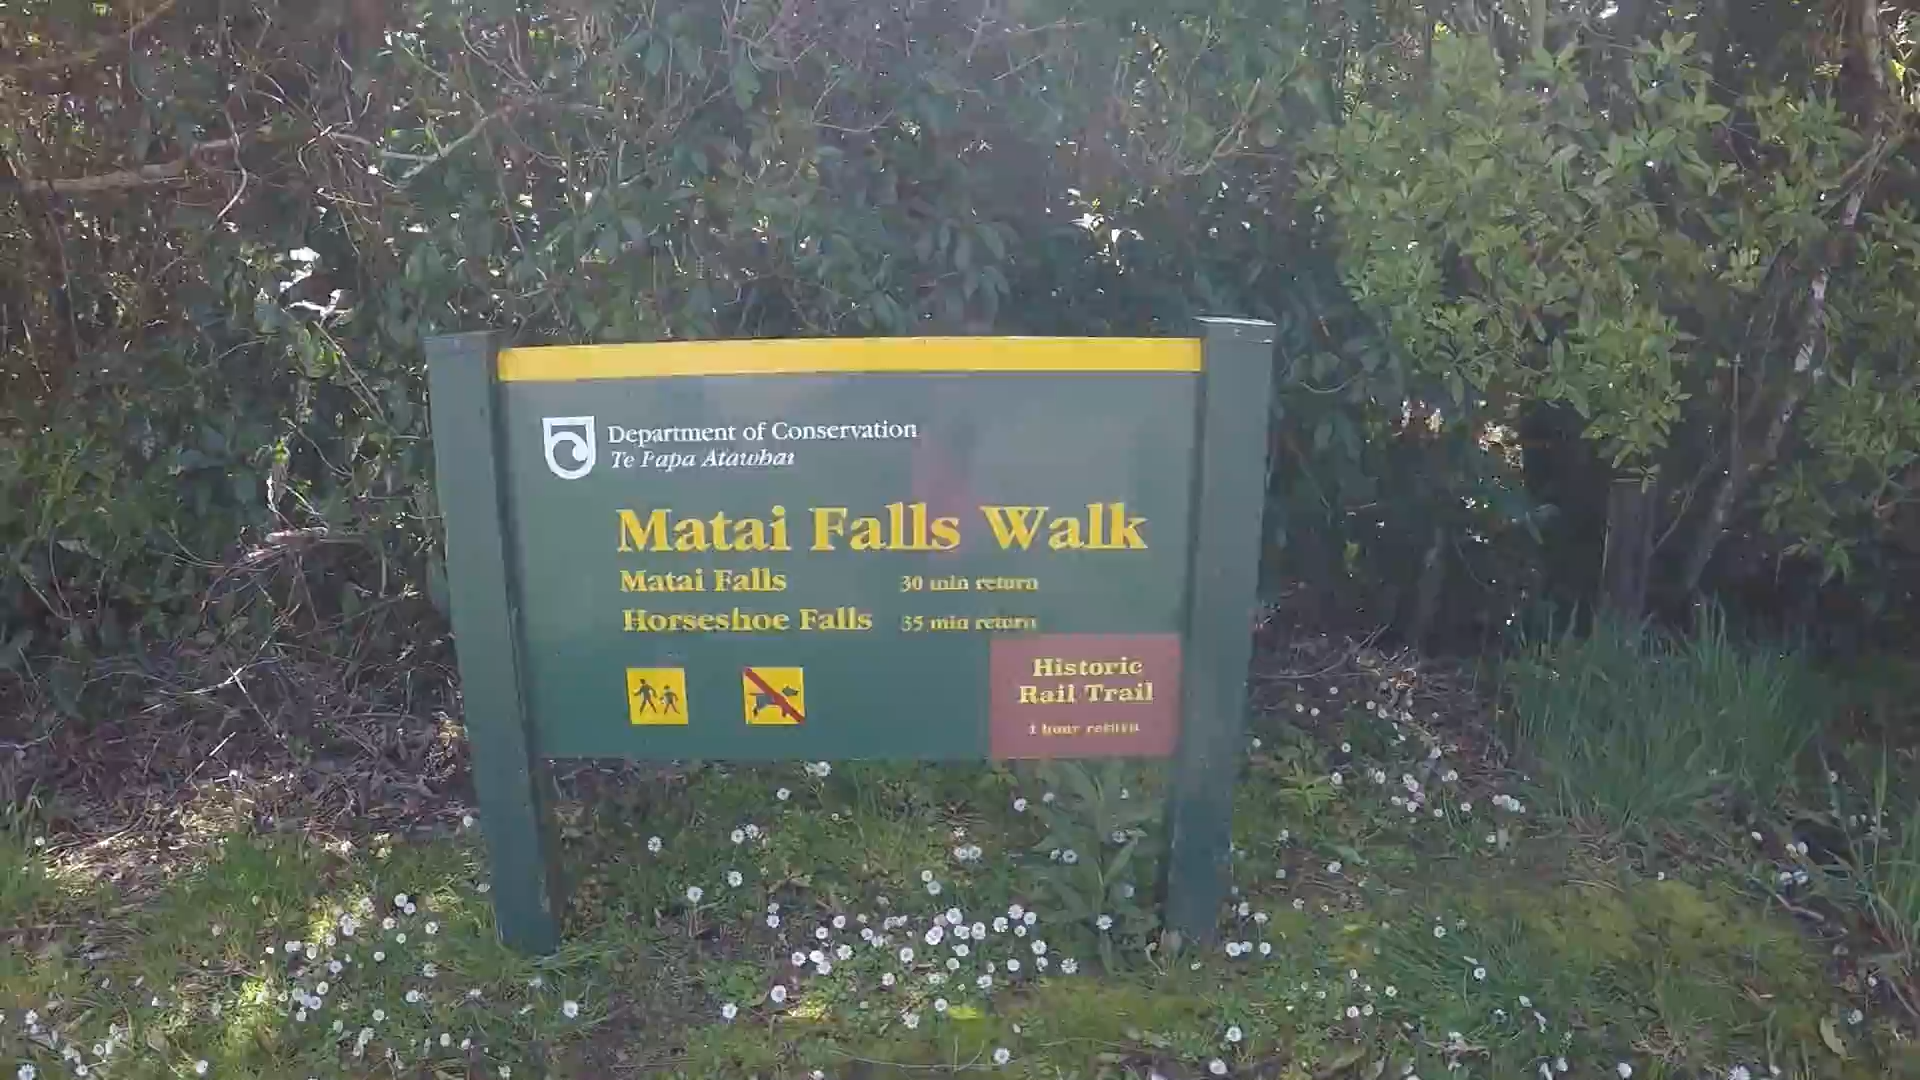 Department of Conservation
Te Papa Atawhai
Matai Falls Walk
Matai Falls 30 min return
Horseshoe Falls 35 min return
Historic
Rail Trail
1 hour return